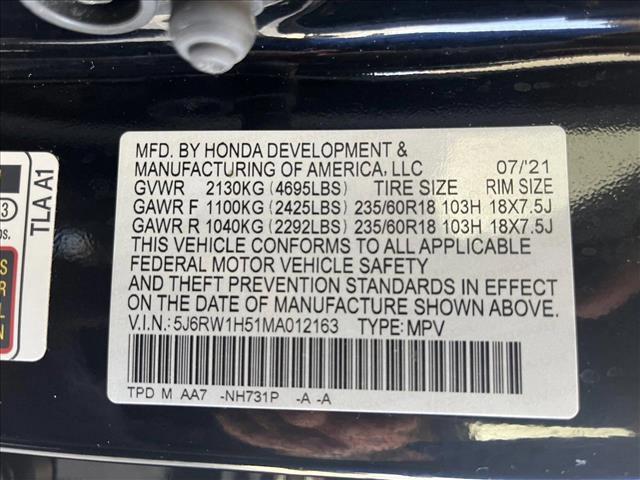 MFD. BY HONDA DEVELOPMENT &
MANUFACTURING OF AMERICA, LLC 07/'21
GVWR 2130KG (4695LBS) TIRE SIZE RIM SIZE
GAWR F 1100KG (2425LBS) 235/60R18 103H 18X7.5J
GAWR R 1040KG (2292LBS) 235/60R18 103H 18X7.5J
THIS VEHICLE CONFORMS TO ALL APPLICABLE
FEDERAL MOTOR VEHICLE SAFETY
AND THEFT PREVENTION STANDARDS IN EFFECT
ON THE DATE OF MANUFACTURE SHOWN ABOVE.
V.I.N.:5J6RW1H51MA012163 TYPE:MPV
TPD M AA7 -NH731P -A -A
TLA A1
3